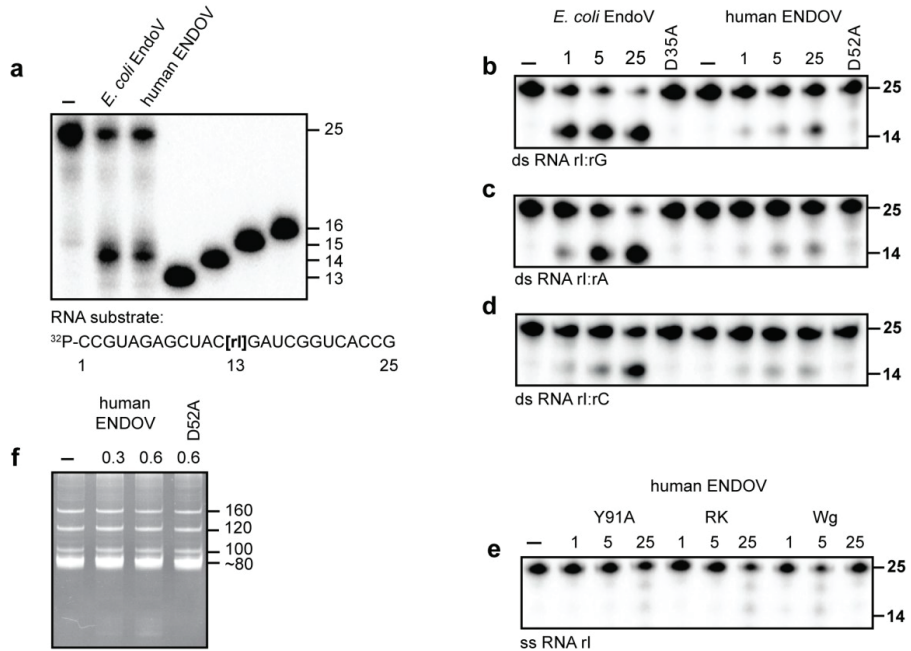 a
–
E. coli EndoV
human ENDOV
25
16
15
14
13
RNA substrate:
32P-CCGUAGAGCUAC[rI]GAUCGGUCACCG
1 13 25
b
E. coli EndoV human ENDOV
– 1 5 25 D35A – 1 5 25 D52A
25
14
ds RNA rI:rG
c
25
14
ds RNA rI:rA
d
25
14
ds RNA rI:rC
f
human
ENDOV
D52A
– 0.3 0.6 0.6
160
120
100
~80
e
human ENDOV
Y91A RK Wg
– 1 5 25 1 5 25 1 5 25
25
14
ss RNA rI